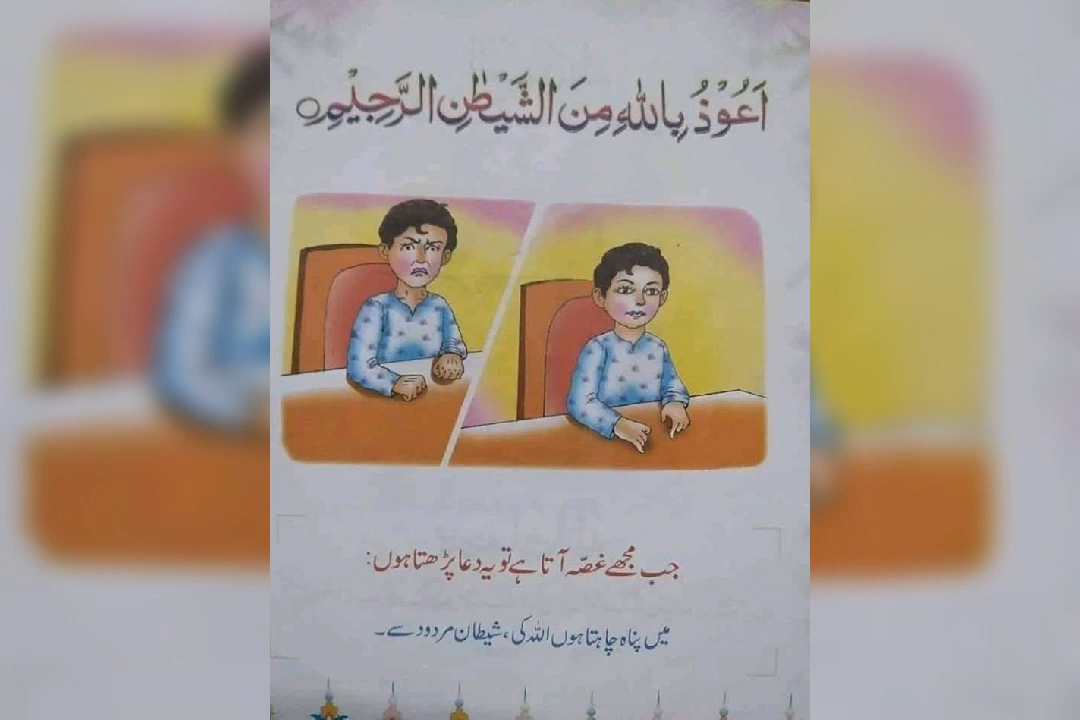 اَعُوْذُ بِاللّٰهِ مِنَ الشَّيْطٰنِ الرَّجِيْمِ○
جب مجھے غصّہ آتا ہے تو یہ دعا پڑھتا ہوں:
میں پناہ چاہتا ہوں اللہ کی، شیطان مردود سے۔